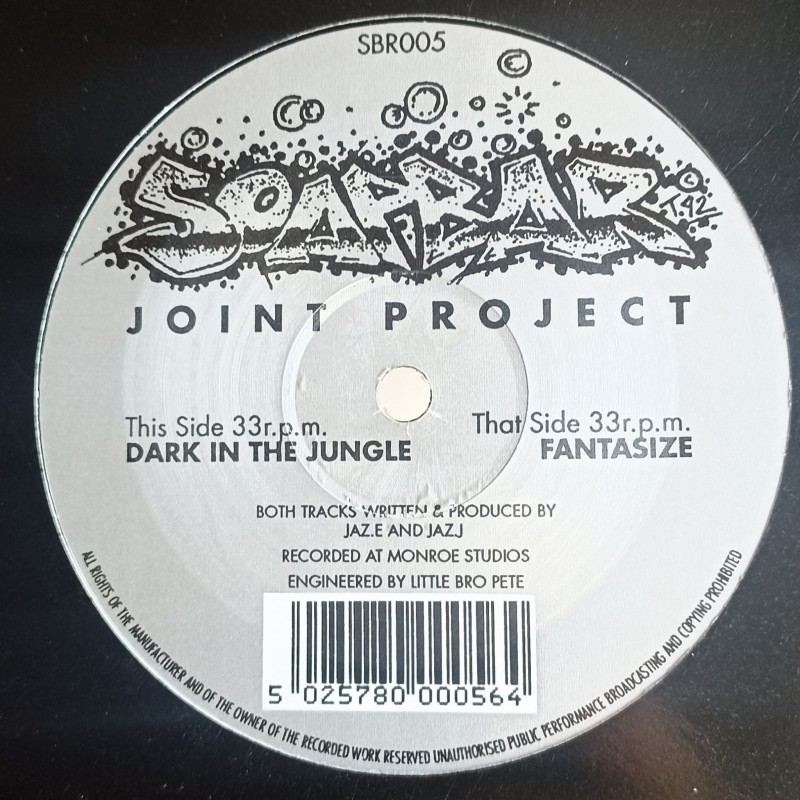 SBR005
©
SOAPBAR
© T.92
JOINT PROJECT
This Side 33r.p.m.
DARK IN THE JUNGLE
That Side 33r.p.m.
FANTASIZE
BOTH TRACKS WRITTEN & PRODUCED BY
JAZ.E AND JAZ.J
RECORDED AT MONROE STUDIOS
ENGINEERED BY LITTLE BRO PETE
5 025780 000564
ALL RIGHTS OF THE MANUFACTURER AND OF THE OWNER OF THE RECORDED WORK RESERVED UNAUTHORISED PUBLIC PERFORMANCE BROADCASTING AND COPYING PROHIBITED